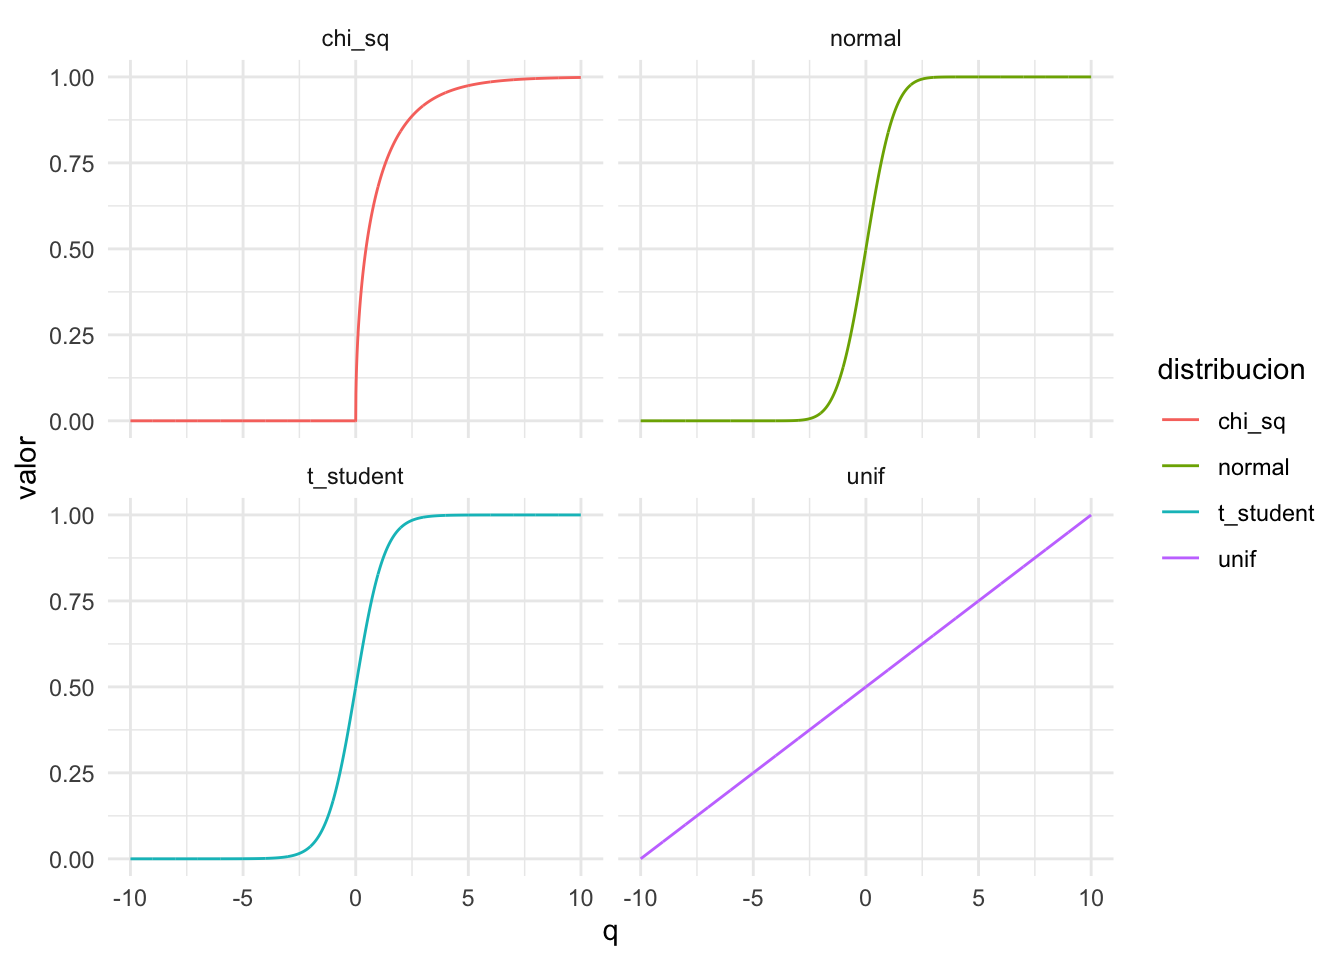 chi_sq normal
1.00
0.75
0.50
0.25
0.00
valor
t_student unif
1.00
0.75
0.50
0.25
0.00
-10 -5 0 5 10 -10 -5 0 5 10
q
distribucion
chi_sq
normal
t_student
unif